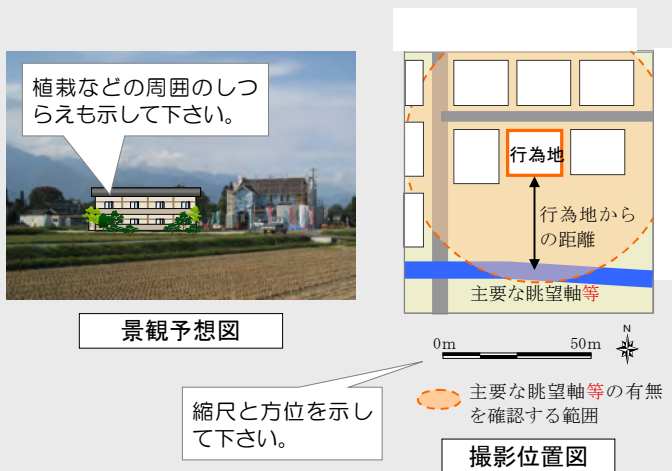 植栽などの周囲のしつ
らえも示して下さい。
景観予想図
行為地
行為地から
の距離
主要な眺望軸等
0m 50m
N
縮尺と方位を示し
て下さい。
主要な眺望軸等の有無
を確認する範囲
撮影位置図